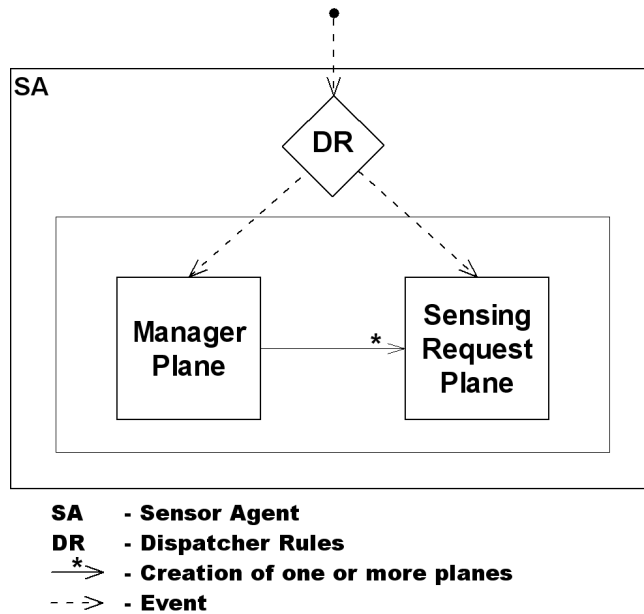 SA
DR
Manager
Plane
*
Sensing
Request
Plane
SA - Sensor Agent
DR - Dispatcher Rules
* - Creation of one or more planes
- Event